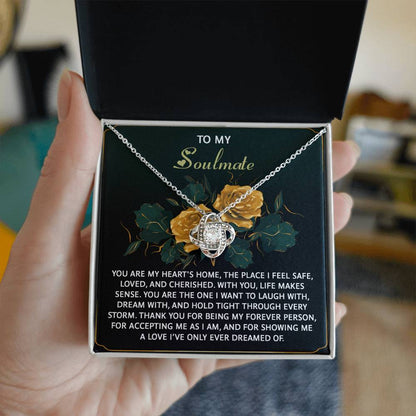 TO MY
Soulmate
YOU ARE MY HEART'S HOME, THE PLACE I FEEL SAFE,
LOVED, AND CHERISHED. WITH YOU, LIFE MAKES
SENSE. YOU ARE THE ONE I WANT TO LAUGH WITH,
DREAM WITH, AND HOLD TIGHT THROUGH EVERY
STORM. THANK YOU FOR BEING MY FOREVER PERSON,
FOR ACCEPTING ME AS I AM, AND FOR SHOWING ME
A LOVE I'VE ONLY EVER DREAMED OF.